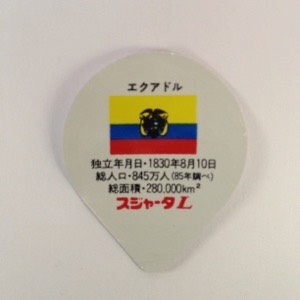 エクアドル
独立年月日・1830年8月10日
総人口・845万人(85年調べ)
総面積・280,000km²
スジャータL